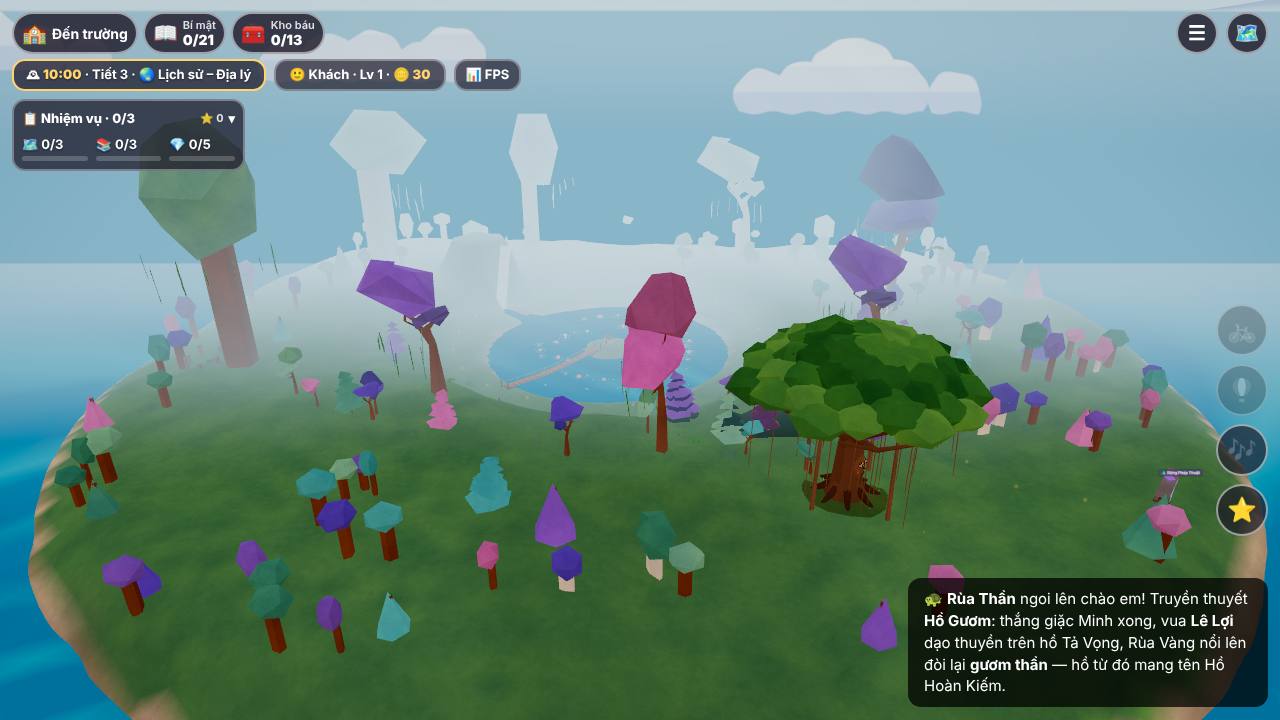 Đến trường
Bí mật
0/21
Kho báu
0/13
10:00 · Tiết 3 · Lịch sử – Địa lý
Khách · Lv 1 · 30
FPS
Nhiệm vụ · 0/3
0 ▾
0/3
0/3
0/5
Rùa Thần ngoi lên chào em! Truyền thuyết
Hồ Gươm: thắng giặc Minh xong, vua Lê Lợi
dạo thuyền trên hồ Tả Vọng, Rùa Vàng nổi lên
đòi lại gươm thần — hồ từ đó mang tên Hồ
Hoàn Kiếm.